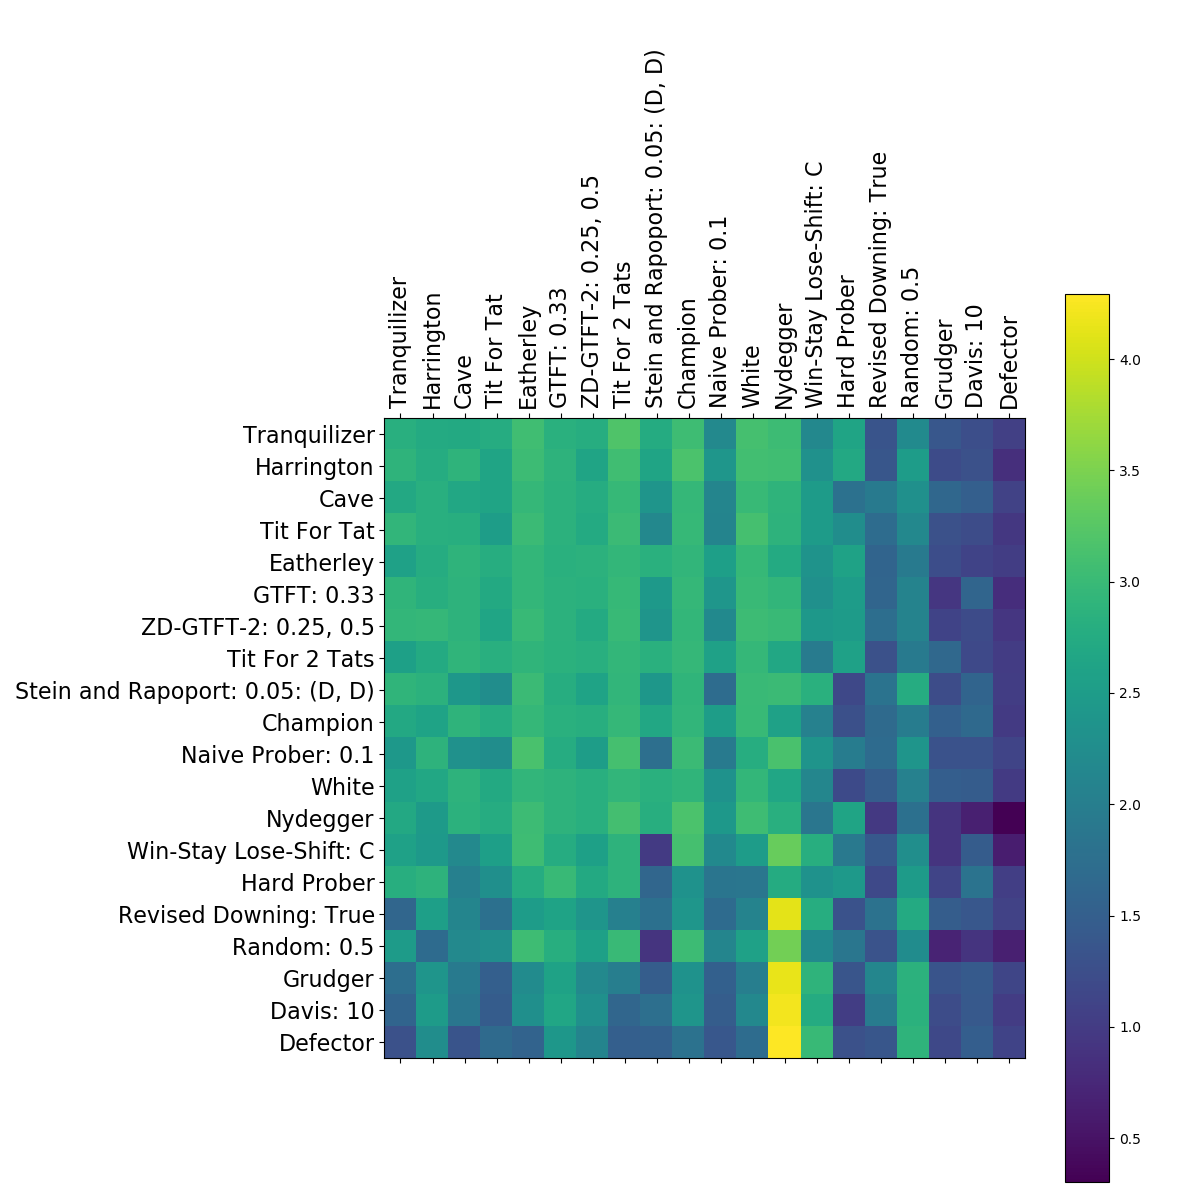 Tranquilizer
Harrington
Cave
Tit For Tat
Eatherley
GTFT: 0.33
ZD-GTFT-2: 0.25, 0.5
Tit For 2 Tats
Stein and Rapoport: 0.05: (D, D)
Champion
Naive Prober: 0.1
White
Nydegger
Win-Stay Lose-Shift: C
Hard Prober
Revised Downing: True
Random: 0.5
Grudger
Davis: 10
Defector
Tranquilizer
Harrington
Cave
Tit For Tat
Eatherley
GTFT: 0.33
ZD-GTFT-2: 0.25, 0.5
Tit For 2 Tats
Stein and Rapoport: 0.05: (D, D)
Champion
Naive Prober: 0.1
White
Nydegger
Win-Stay Lose-Shift: C
Hard Prober
Revised Downing: True
Random: 0.5
Grudger
Davis: 10
Defector
4.0
3.5
3.0
2.5
2.0
1.5
1.0
0.5